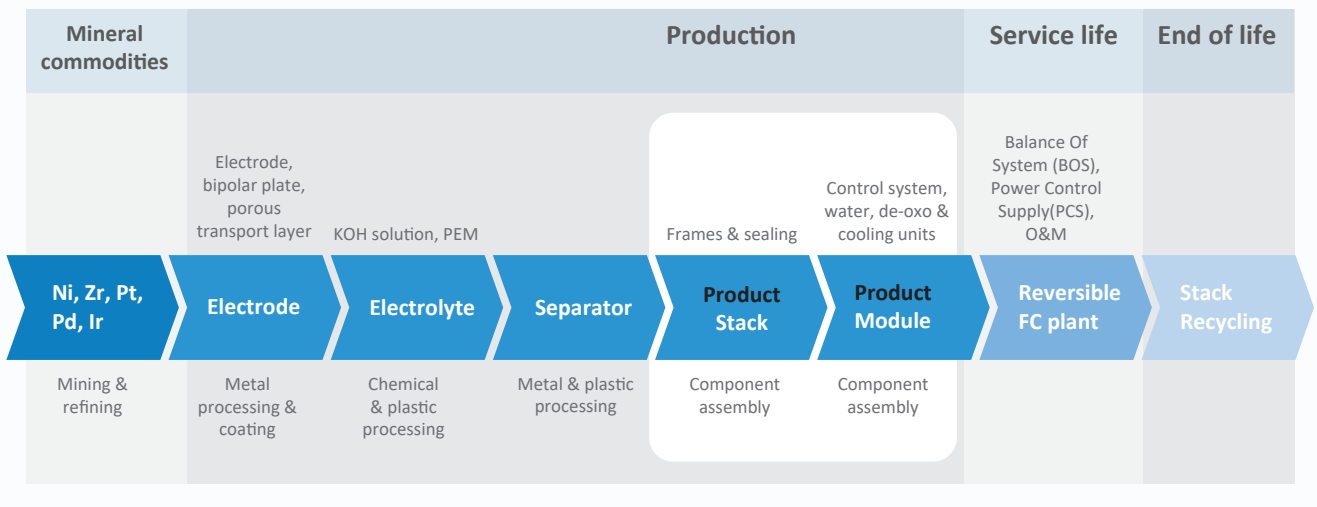 Mineral
commodities
Production
Service life
End of life
Electrode,
bipolar plate,
porous
transport layer
KOH solution, PEM
Frames & sealing
Control system,
water, de-oxo &
cooling units
Balance Of
System (BOS),
Power Control
Supply(PCS),
O&M
Ni, Zr, Pt,
Pd, Ir
Electrode
Electrolyte
Separator
Product
Stack
Product
Module
Reversible
FC plant
Stack
Recycling
Mining &
refining
Metal
processing &
coating
Chemical
& plastic
processing
Metal & plastic
processing
Component
assembly
Component
assembly